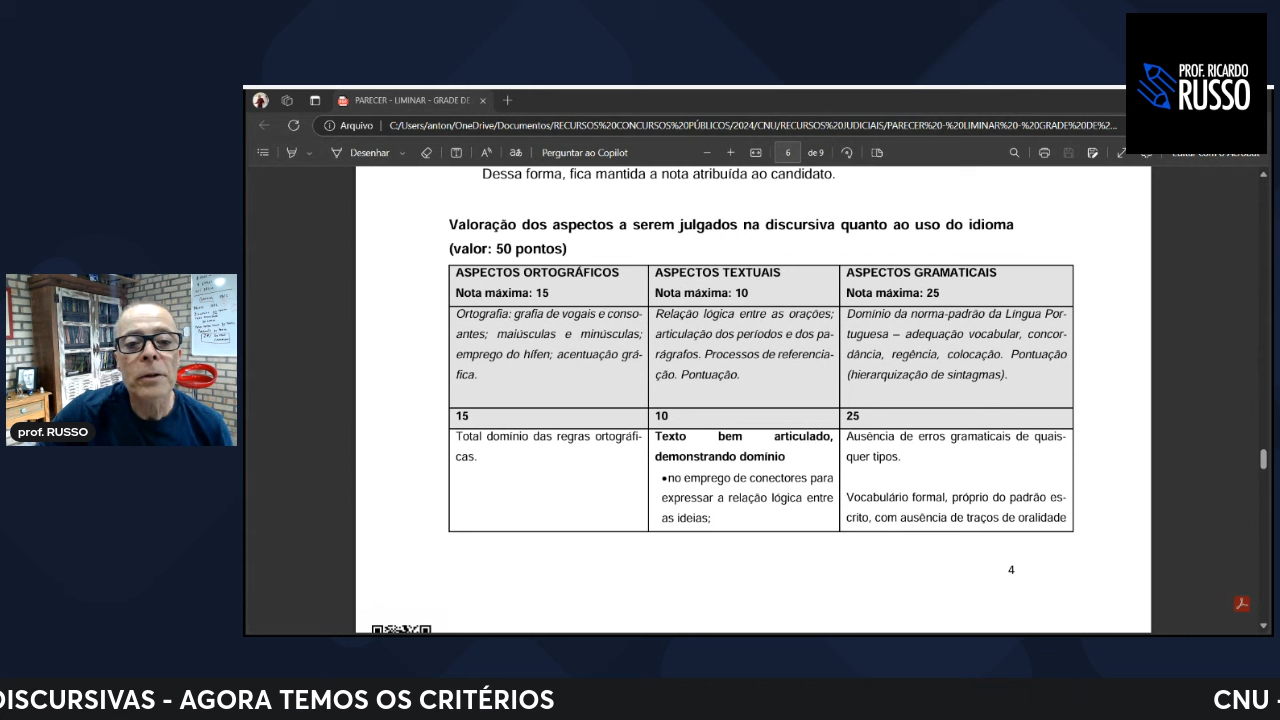 PROF. RICARDO
RUSSO
PARECER - LIMINAR - GRADE DE
Arquivo
C:/Users/anton/OneDrive/Documentos/RECURSOS%20CONCURSOS%20PÚBLICOS/2024/CNU/RECURSOS%20JUDICIAIS/PARECER%20-%20LIMINAR%20-%20GRADE%20DE%2...
Desenhar
Perguntar ao Copilot
6 de 9
Editar com o Acrobat
Dessa forma, fica mantida a nota atribuída ao candidato.
Valoração dos aspectos a serem julgados na discursiva quanto ao uso do idioma
(valor: 50 pontos)
ASPECTOS ORTOGRÁFICOS
Nota máxima: 15
ASPECTOS TEXTUAIS
Nota máxima: 10
ASPECTOS GRAMATICAIS
Nota máxima: 25
Ortografia: grafia de vogais e conso-
antes; maiúsculas e minúsculas;
emprego do hífen; acentuação grá-
fica.
Relação lógica entre as orações;
articulação dos períodos e dos pa-
rágrafos. Processos de referencia-
ção. Pontuação.
Domínio da norma-padrão da Língua Por-
tuguesa – adequação vocabular, concor-
dância, regência, colocação. Pontuação
(hierarquização de sintagmas).
15
10
25
Total domínio das regras ortográfi-
cas.
Texto bem articulado,
demonstrando domínio
•no emprego de conectores para
expressar a relação lógica entre
as ideias;
Ausência de erros gramaticais de quais-
quer tipos.
Vocabulário formal, próprio do padrão es-
crito, com ausência de traços de oralidade
4
prof. RUSSO
DISCURSIVAS - AGORA TEMOS OS CRITÉRIOS
CNU -